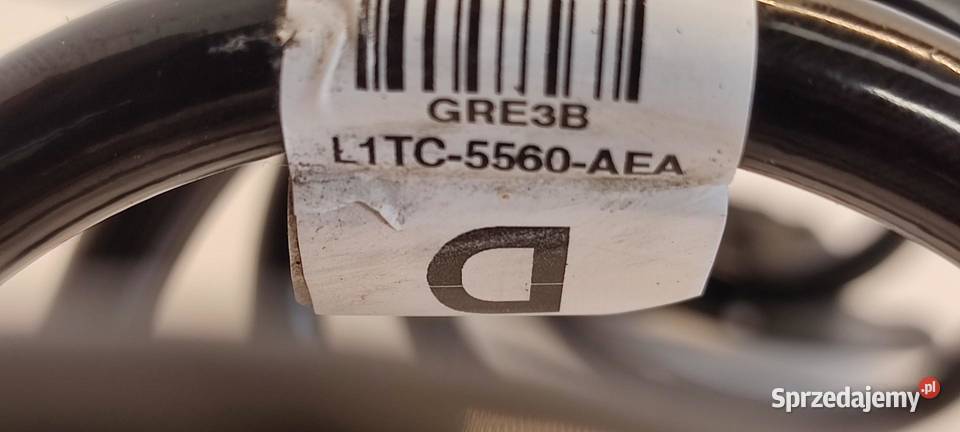 GRE3B
L1TC-5560-AEA
D
Sprzedajemy.pl